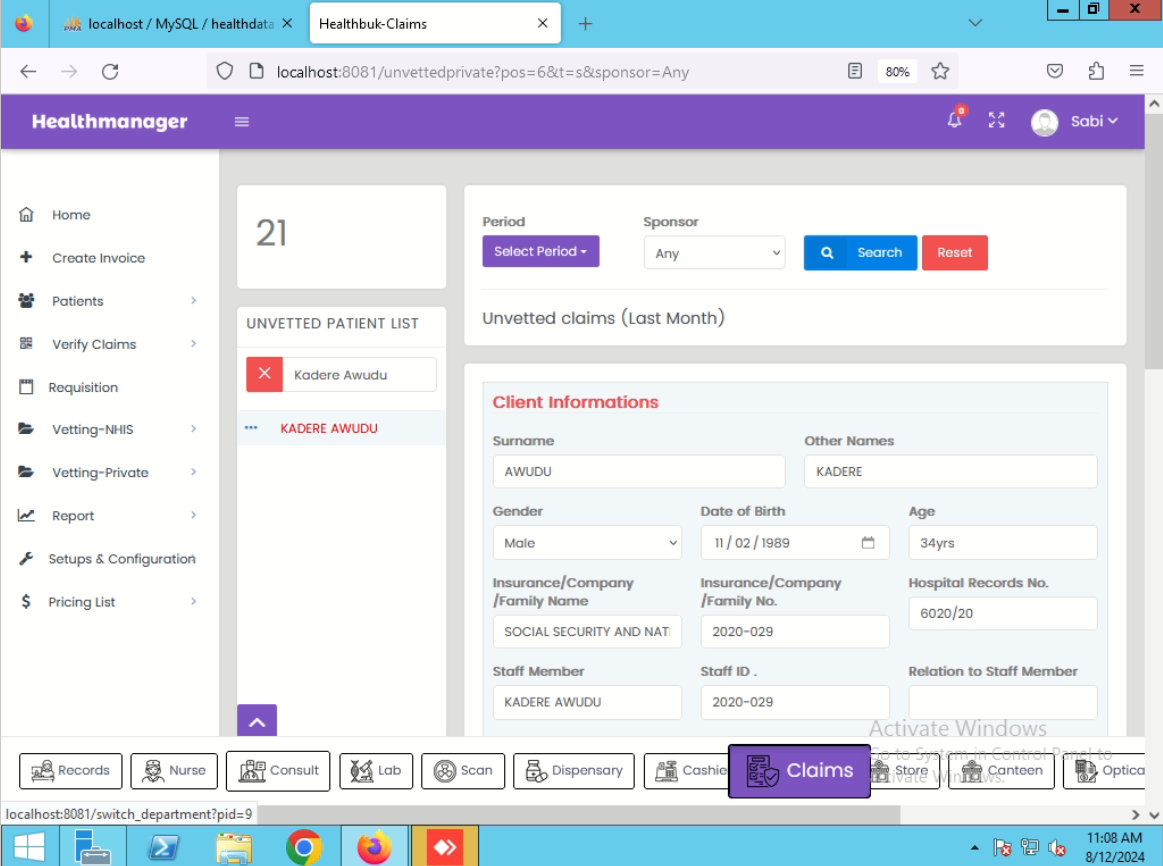 localhost / MySQL / healthdata
Healthbuk-Claims
localhost:8081/unvettedprivate?pos=6&t=s&sponsor=Any
80%
Healthmanager
0
Sabi
Home
Create Invoice
Patients
Verify Claims
Requisition
Vetting-NHIS
Vetting-Private
Report
Setups & Configuration
Pricing List
21
UNVETTED PATIENT LIST
Kadere Awudu
KADERE AWUDU
Period
Sponsor
Select Period
Any
Search
Reset
Unvetted claims (Last Month)
Client Informations
Surname
Other Names
AWUDU
KADERE
Gender
Date of Birth
Age
Male
11 / 02 / 1989
34yrs
Insurance/Company
/Family Name
Insurance/Company
/Family No.
Hospital Records No.
SOCIAL SECURITY AND NATI
2020-029
6020/20
Staff Member
Staff ID .
Relation to Staff Member
KADERE AWUDU
2020-029
Activate Windows
Go to System in Control Panel to
activate Windows.
Records
Nurse
Consult
Lab
Scan
Dispensary
Cashie
Claims
Store
Canteen
Optica
localhost:8081/switch_department?pid=9
11:08 AM
8/12/2024